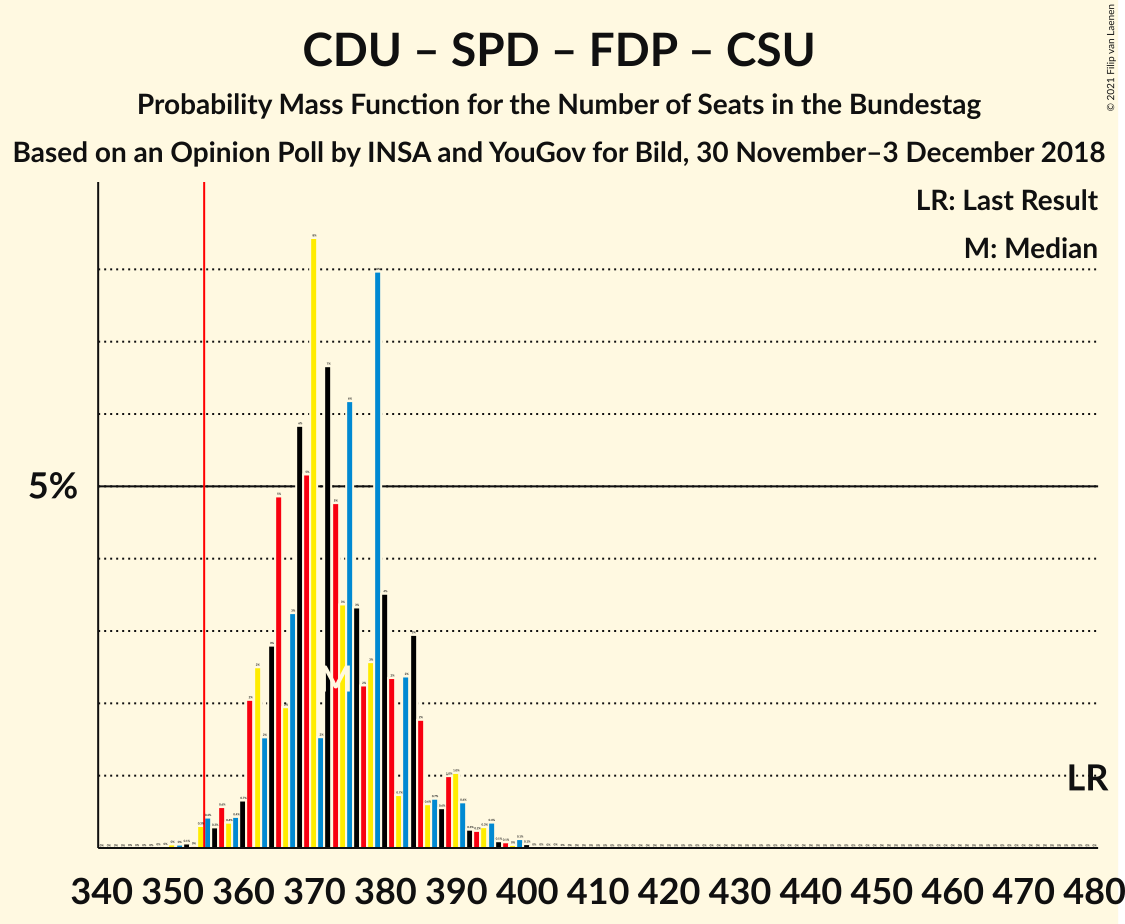 CDU – SPD – FDP – CSU
Probability Mass Function for the Number of Seats in the Bundestag
Based on an Opinion Poll by INSA and YouGov for Bild, 30 November–3 December 2018
© 2021 Filip van Laenen
LR: Last Result
M: Median
5%
M
LR
340 350 360 370 380 390 400 410 420 430 440 450 460 470 480